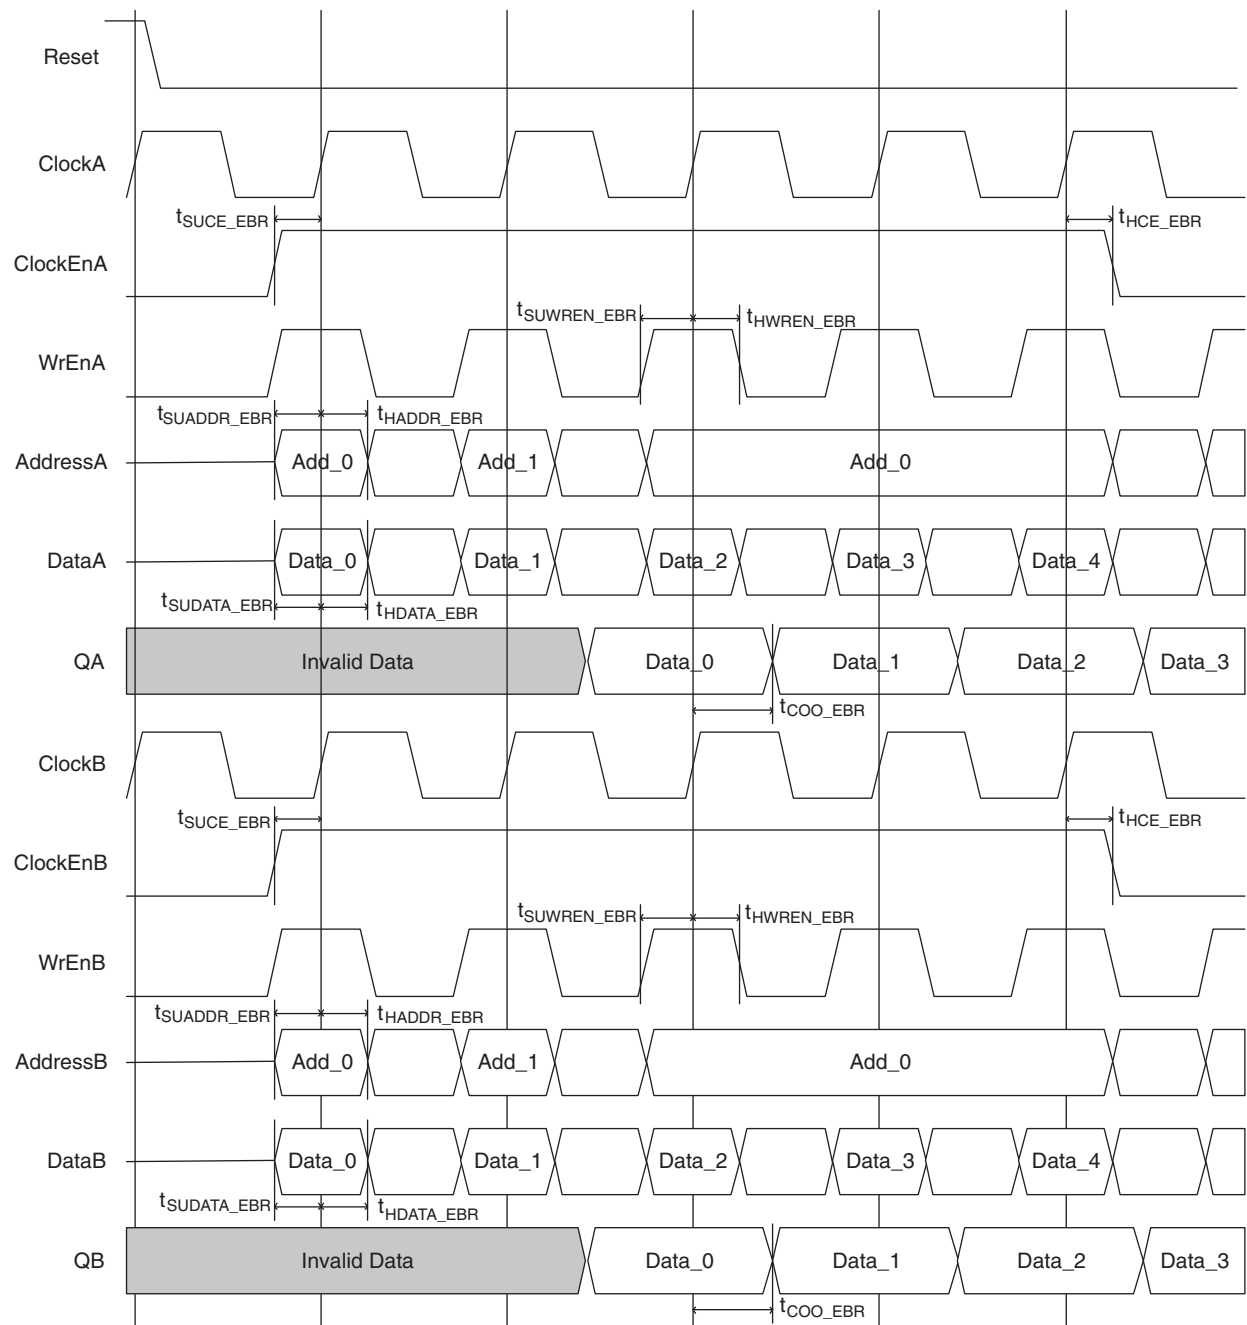 Reset
ClockA
tSUCE_EBR tHCE_EBR
ClockEnA
tSUWREN_EBR tHWREN_EBR
WrEnA
tSUADDR_EBR tHADDR_EBR
AddressA Add_0 Add_1 Add_0
DataA Data_0 Data_1 Data_2 Data_3 Data_4
tSUDATA_EBR tHDATA_EBR
QA Invalid Data Data_0 Data_1 Data_2 Data_3
tCOO_EBR
ClockB
tSUCE_EBR tHCE_EBR
ClockEnB
tSUWREN_EBR tHWREN_EBR
WrEnB
tSUADDR_EBR tHADDR_EBR
AddressB Add_0 Add_1 Add_0
DataB Data_0 Data_1 Data_2 Data_3 Data_4
tSUDATA_EBR tHDATA_EBR
QB Invalid Data Data_0 Data_1 Data_2 Data_3
tCOO_EBR